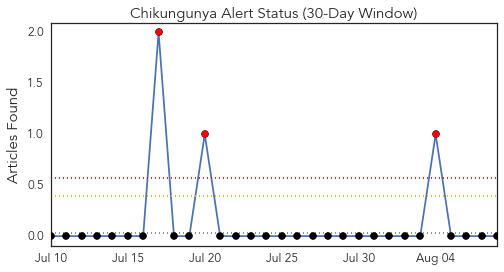 Chikungunya Alert Status (30-Day Window)
Articles Found
2.0
1.5
1.0
0.5
0.0
Jul 10
Jul 15
Jul 20
Jul 25
Jul 30
Aug 04